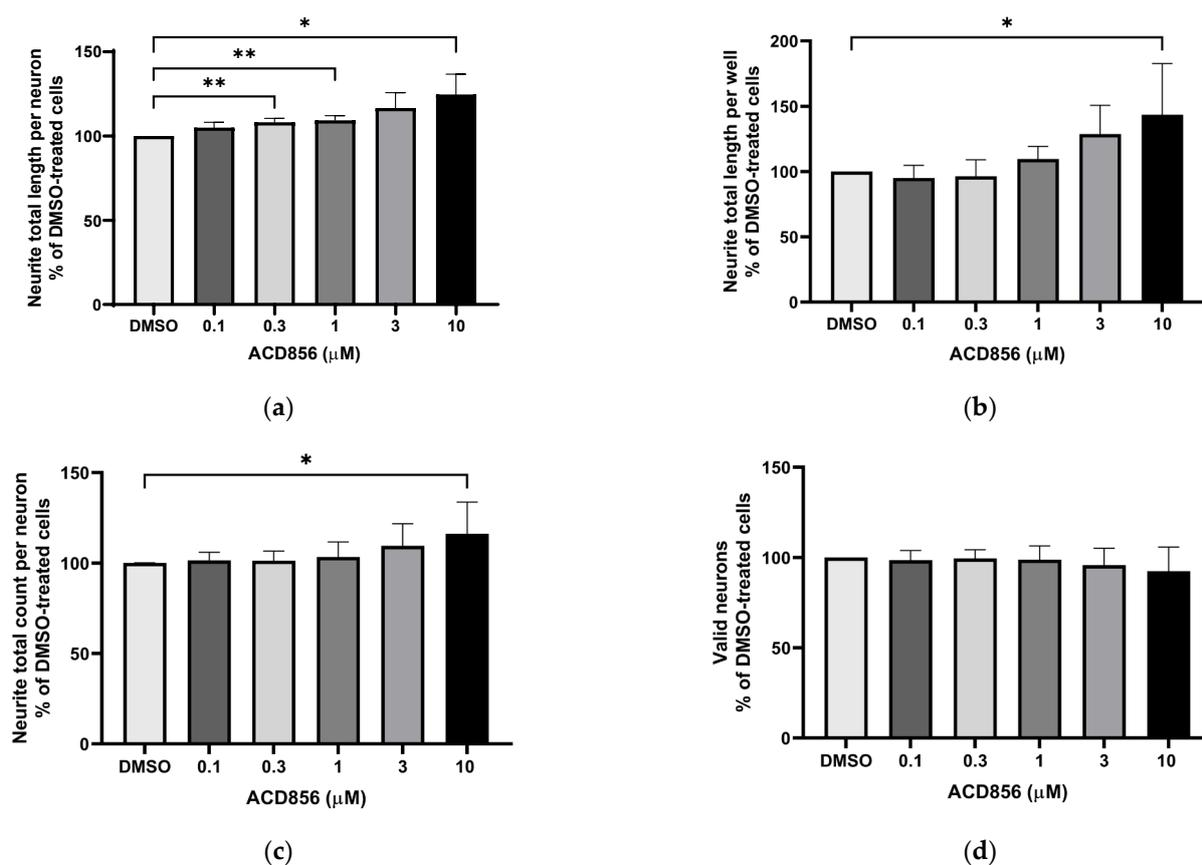 *
**
**
150
100
50
0
Neurite total length per neuron
% of DMSO-treated cells
DMSO 0.1 0.3 1 3 10
ACD856 (μM)
(a)
*
200
150
100
50
0
Neurite total length per well
% of DMSO-treated cells
DMSO 0.1 0.3 1 3 10
ACD856 (μM)
(b)
*
150
100
50
0
Neurite total count per neuron
% of DMSO-treated cells
DMSO 0.1 0.3 1 3 10
ACD856 (μM)
(c)
150
100
50
0
Valid neurons
% of DMSO-treated cells
DMSO 0.1 0.3 1 3 10
ACD856 (μM)
(d)